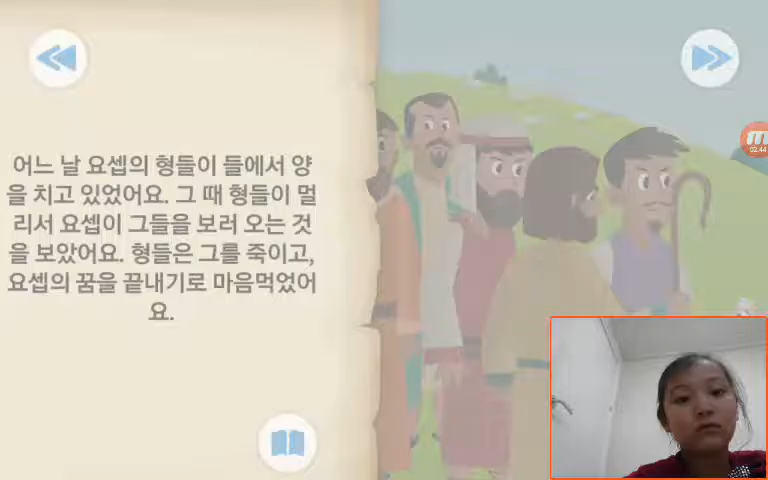 어느 날 요셉의 형들이 들에서 양
을 치고 있었어요. 그 때 형들이 멀
리서 요셉이 그들을 보러 오는 것
을 보았어요. 형들은 그를 죽이고,
요셉의 꿈을 끝내기로 마음먹었어
요.
02:44